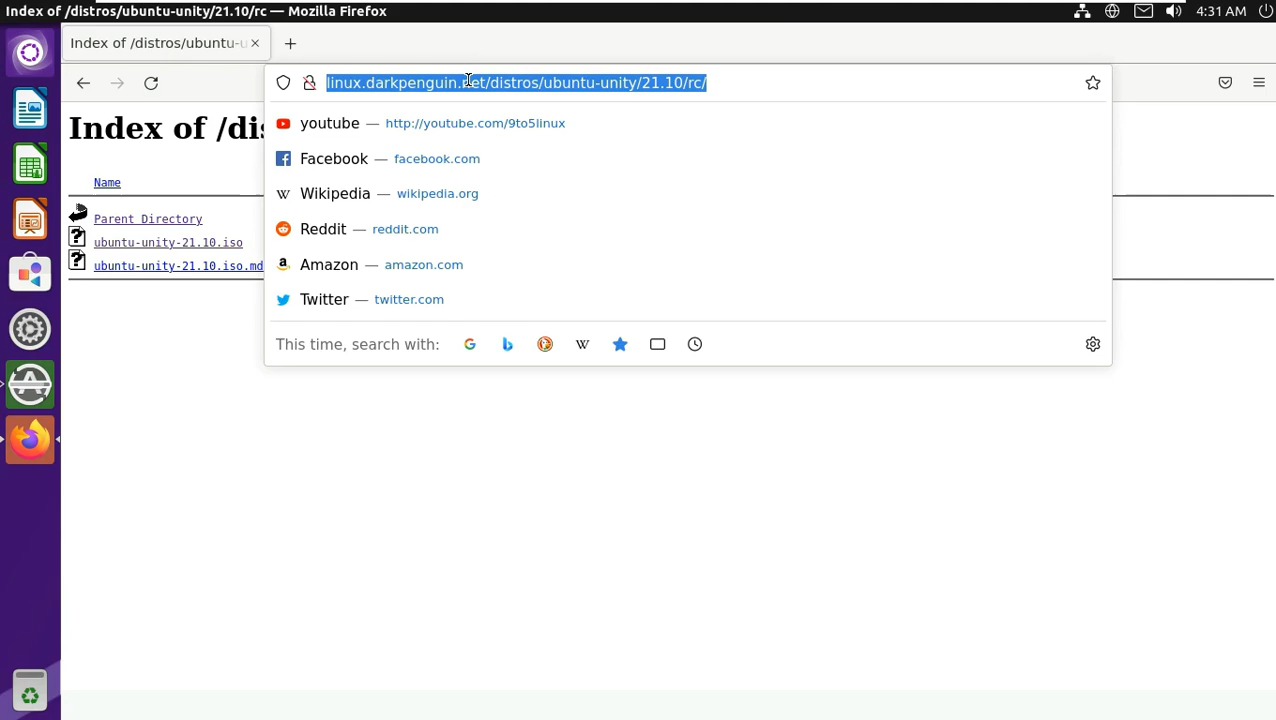 Index of /distros/ubuntu-unity/21.10/rc — Mozilla Firefox
4:31 AM
Index of /distros/ubuntu-u
linux.darkpenguin.net/distros/ubuntu-unity/21.10/rc/
Index of /di
youtube — http://youtube.com/9to5linux
Facebook — facebook.com
Name
Wikipedia — wikipedia.org
Parent Directory
Reddit — reddit.com
ubuntu-unity-21.10.iso
Amazon — amazon.com
ubuntu-unity-21.10.iso.md
Twitter — twitter.com
This time, search with: